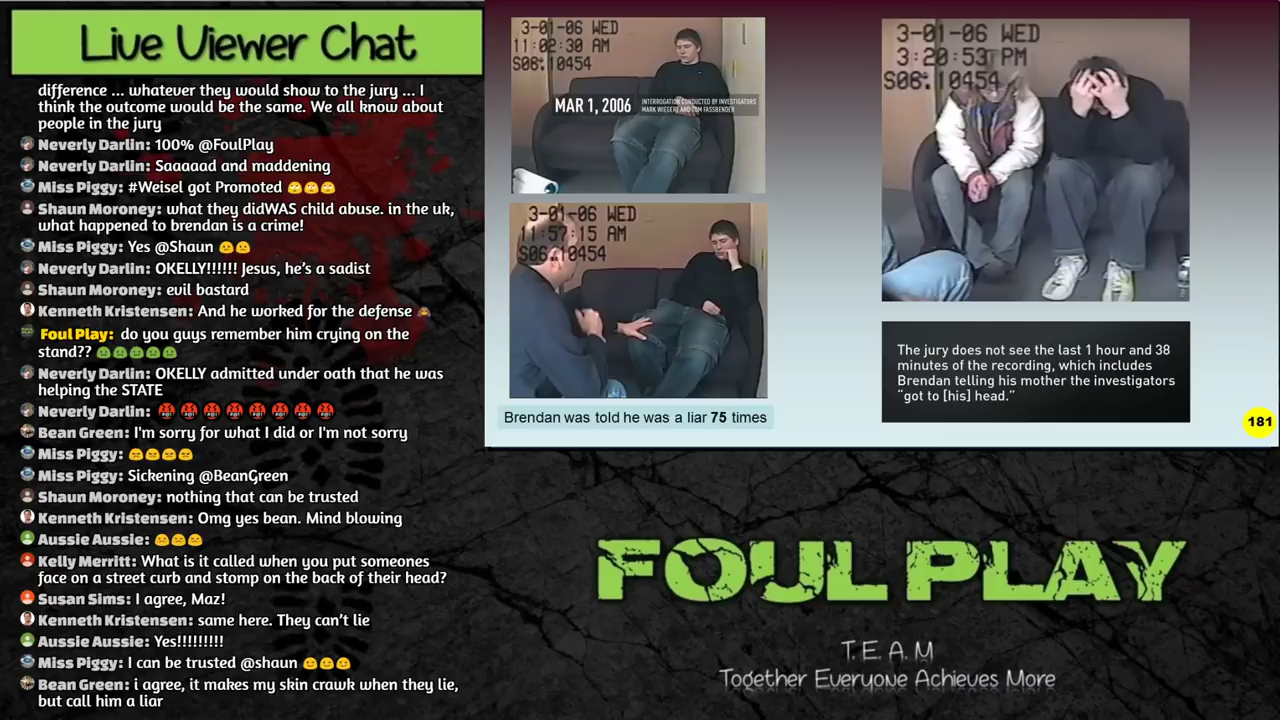 Live Viewer Chat
difference ... whatever they would show to the jury ... I
think the outcome would be the same. We all know about
people in the jury
Neverly Darlin: 100% @FoulPlay
Neverly Darlin: Saaaaad and maddening
Miss Piggy: #Weisel got Promoted 🙄🙄🙄
Shaun Moroney: what they didWAS child abuse. in the uk,
what happened to brendan is a crime!
Miss Piggy: Yes @Shaun 😕😕
Neverly Darlin: OKELLY!!!!!! Jesus, he's a sadist
Shaun Moroney: evil bastard
Kenneth Kristensen: And he worked for the defense 🙈
Foul Play: do you guys remember him crying on the
stand?? 🤢🤢🤢🤢🤢
Neverly Darlin: OKELLY admitted under oath that he was
helping the STATE
Neverly Darlin: 🤬🤬🤬🤬🤬🤬🤬🤬
Bean Green: I'm sorry for what I did or I'm not sorry
Miss Piggy: 😠😠😠😠
Miss Piggy: Sickening @BeanGreen
Shaun Moroney: nothing that can be trusted
Kenneth Kristensen: Omg yes bean. Mind blowing
Aussie Aussie: ☹️☹️☹️
Kelly Merritt: What is it called when you put someones
face on a street curb and stomp on the back of their head?
Susan Sims: I agree, Maz!
Kenneth Kristensen: same here. They can't lie
Aussie Aussie: Yes!!!!!!!!!
Miss Piggy: I can be trusted @shaun 😊😊😊
Bean Green: i agree, it makes my skin crawk when they lie,
but call him a liar
3-01-06 WED
11:02:30 AM
S06:10454
MAR 1, 2006
INTERROGATION CONDUCTED BY INVESTIGATORS
MARK WIEGERT AND TOM FASSBENDER
3-01-06 WED
11:57:15 AM
S06:10454
Brendan was told he was a liar 75 times
3-01-06 WED
3:20:53 PM
S06:10454
The jury does not see the last 1 hour and 38
minutes of the recording, which includes
Brendan telling his mother the investigators
"got to [his] head."
181
FOUL PLAY
T.E.A.M
Together Everyone Achieves More